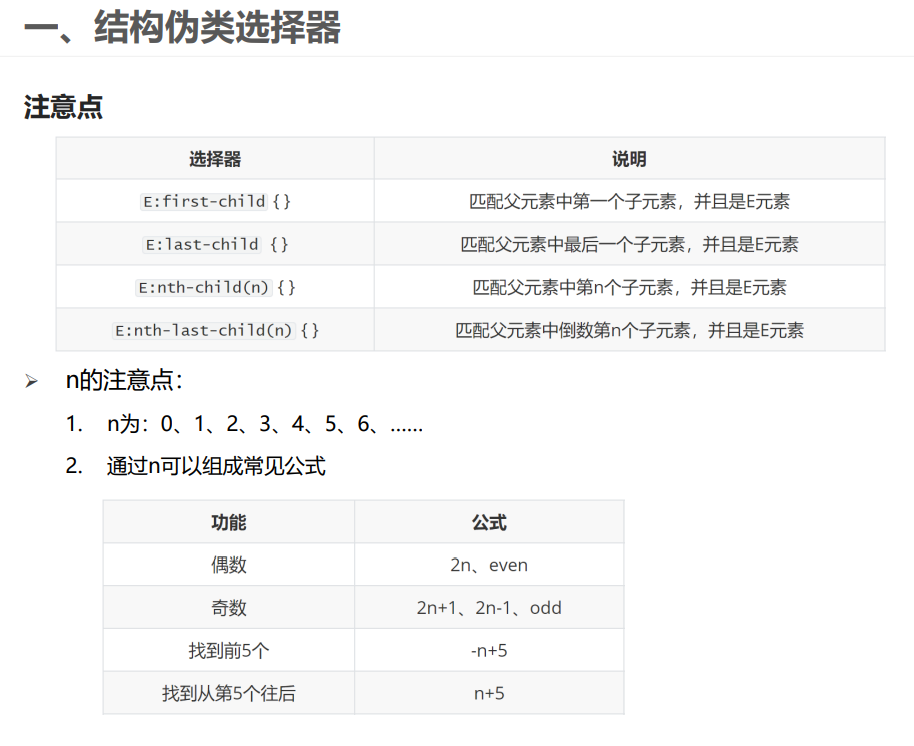 一、结构伪类选择器
注意点
选择器 说明
E:first-child {} 匹配父元素中第一个子元素，并且是E元素
E:last-child {} 匹配父元素中最后一个子元素，并且是E元素
E:nth-child(n) {} 匹配父元素中第n个子元素，并且是E元素
E:nth-last-child(n) {} 匹配父元素中倒数第n个子元素，并且是E元素
➢ n的注意点：
1. n为：0、1、2、3、4、5、6、……
2. 通过n可以组成常见公式
功能 公式
偶数 2n、even
奇数 2n+1、2n-1、odd
找到前5个 -n+5
找到从第5个往后 n+5